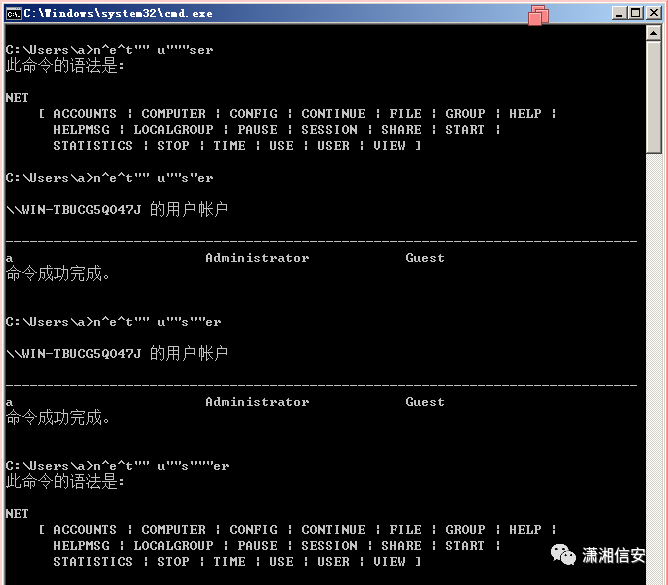 C:\Windows\system32\cmd.exe
C:\Users\a>n^e^t"" u"""ser
此命令的语法是:
NET
[ ACCOUNTS | COMPUTER | CONFIG | CONTINUE | FILE | GROUP | HELP |
HELPMSG | LOCALGROUP | PAUSE | SESSION | SHARE | START |
STATISTICS | STOP | TIME | USE | USER | VIEW ]
C:\Users\a>n^e^t"" u""s"er
\\WIN-TBUCG5QO47J 的用户帐户
-------------------------------------------------------------------------------
a Administrator Guest
命令成功完成。
C:\Users\a>n^e^t"" u""s""er
\\WIN-TBUCG5QO47J 的用户帐户
-------------------------------------------------------------------------------
a Administrator Guest
命令成功完成。
C:\Users\a>n^e^t"" u""s"""er
此命令的语法是:
NET
[ ACCOUNTS | COMPUTER | CONFIG | CONTINUE | FILE | GROUP | HELP |
HELPMSG | LOCALGROUP | PAUSE | SESSION | SHARE | START |
STATISTICS | STOP | TIME | USE | USER | VIEW ]
潇湘信安